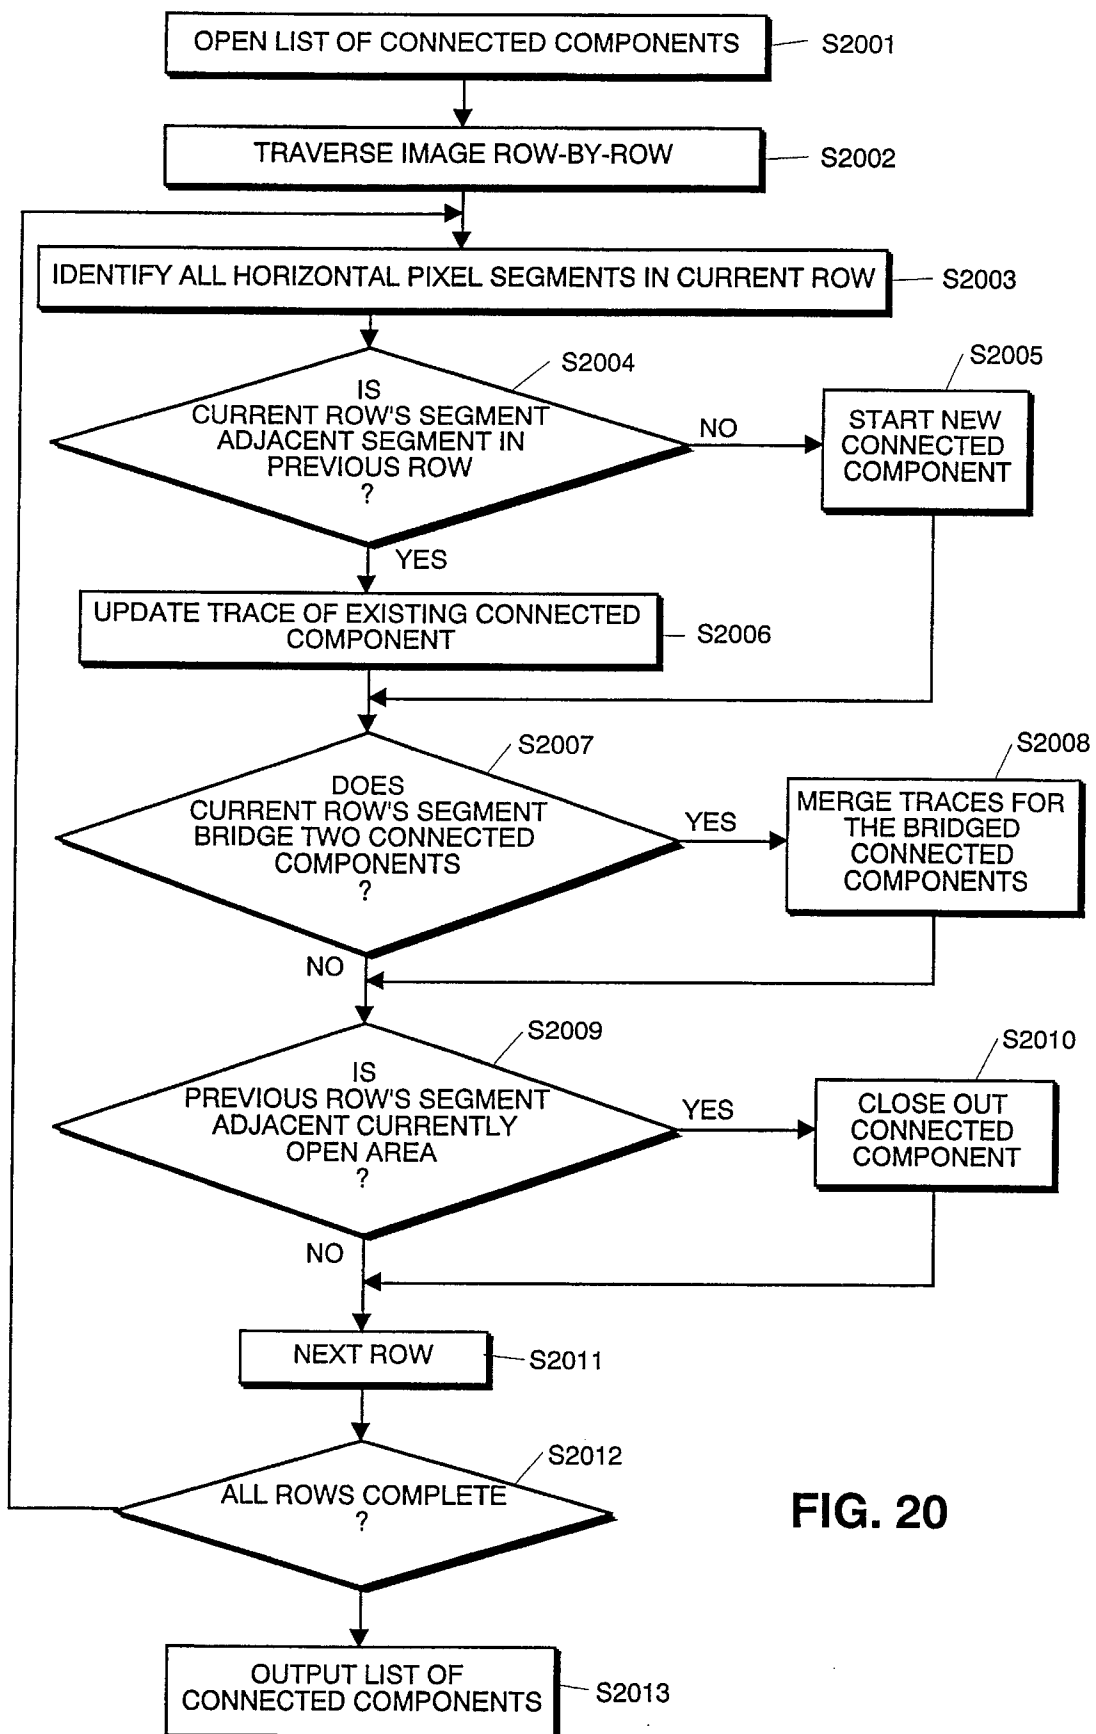 OPEN LIST OF CONNECTED COMPONENTS
S2001
TRAVERSE IMAGE ROW-BY-ROW
S2002
IDENTIFY ALL HORIZONTAL PIXEL SEGMENTS IN CURRENT ROW
S2003
S2004
IS
CURRENT ROW'S SEGMENT
ADJACENT SEGMENT IN
PREVIOUS ROW
?
NO
S2005
START NEW
CONNECTED
COMPONENT
YES
UPDATE TRACE OF EXISTING CONNECTED
COMPONENT
S2006
S2007
DOES
CURRENT ROW'S SEGMENT
BRIDGE TWO CONNECTED
COMPONENTS
?
YES
S2008
MERGE TRACES FOR
THE BRIDGED
CONNECTED
COMPONENTS
NO
S2009
IS
PREVIOUS ROW'S SEGMENT
ADJACENT CURRENTLY
OPEN AREA
?
YES
S2010
CLOSE OUT
CONNECTED
COMPONENT
NO
NEXT ROW
S2011
S2012
ALL ROWS COMPLETE
?
FIG. 20
OUTPUT LIST OF
CONNECTED COMPONENTS
S2013